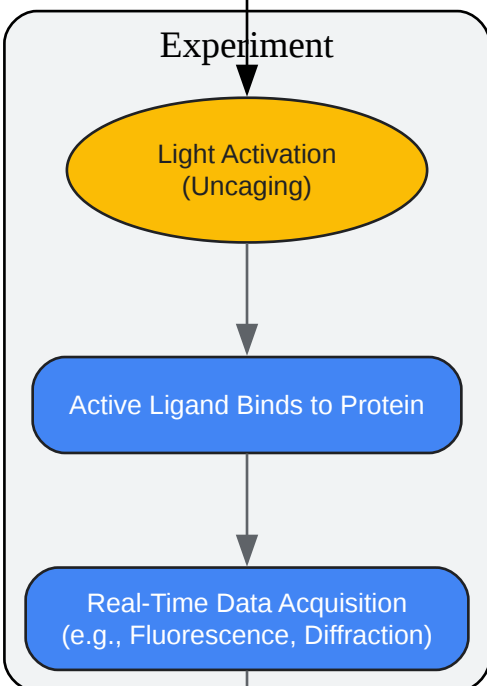 Experiment
Light Activation
(Uncaging)
Active Ligand Binds to Protein
Real-Time Data Acquisition
(e.g., Fluorescence, Diffraction)